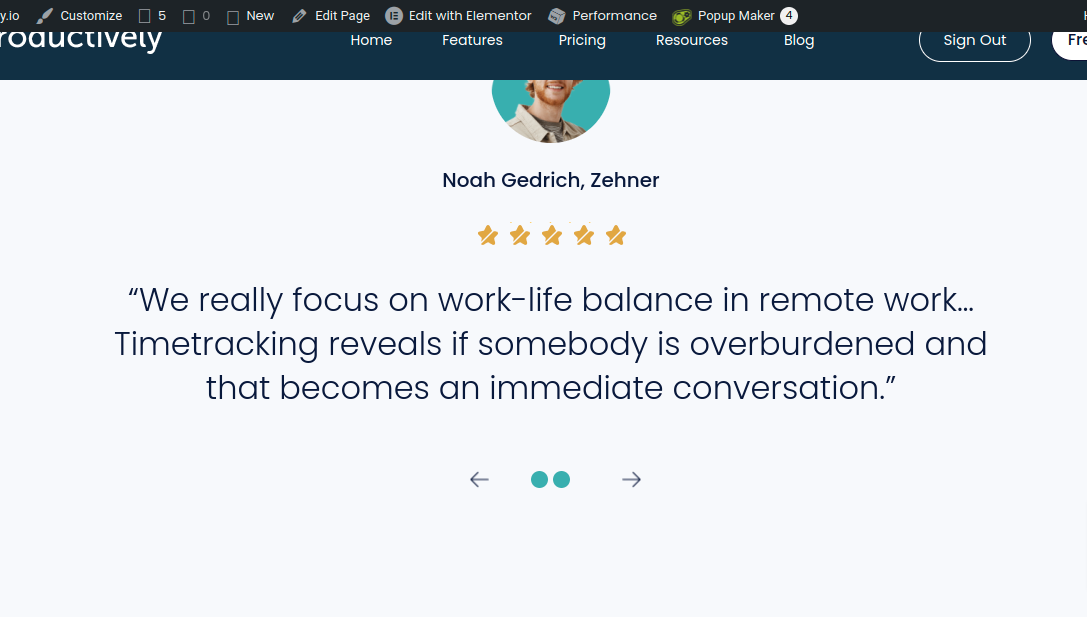 y.io Customize 5 0 New Edit Page Edit with Elementor Performance Popup Maker 4
roductively Home Features Pricing Resources Blog Sign Out Fre
Noah Gedrich, Zehner
“We really focus on work-life balance in remote work...
Timetracking reveals if somebody is overburdened and
that becomes an immediate conversation.”